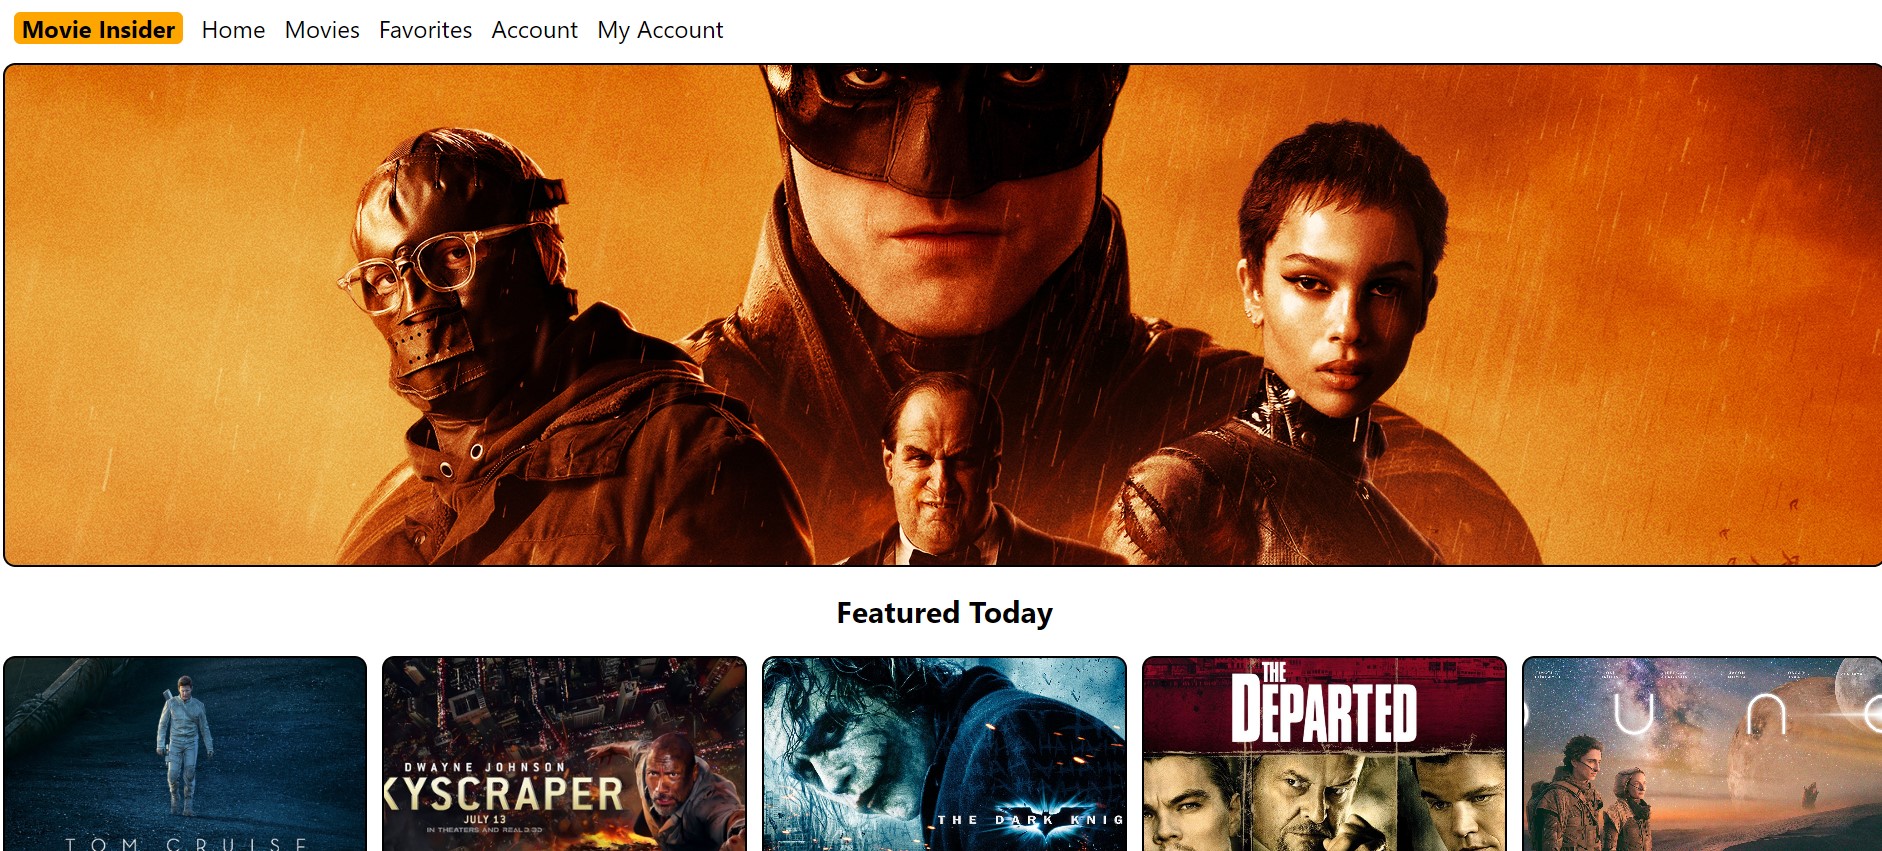 Movie Insider Home Movies Favorites Account My Account
Featured Today
TOM CRUISE
DWAYNE JOHNSON
KYSCRAPER
JULY 13
IN THEATERS AND REAL D 3D
THE DARK KNIG
THE
DEPARTED
U N